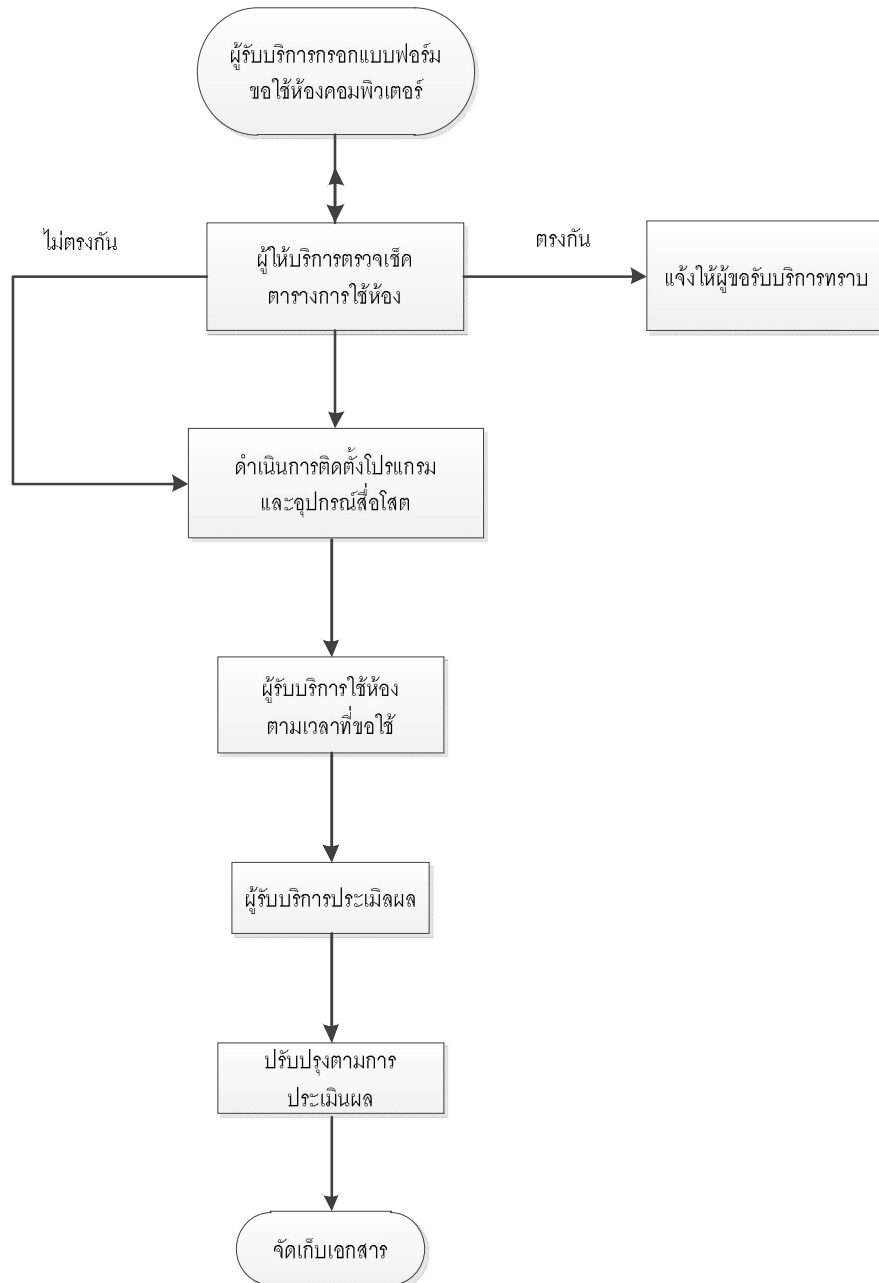 ผู้รับบริการกรอกแบบฟอร์ม
ขอใช้ห้องคอมพิวเตอร์
ไม่ตรงกัน
ตรงกัน
ผู้ให้บริการตรวจเช็ค
ตารางการใช้ห้อง
แจ้งให้ผู้ขอรับบริการทราบ
ดำเนินการติดตั้งโปรแกรม
และอุปกรณ์สื่อโสต
ผู้รับบริการใช้ห้อง
ตามเวลาที่ขอใช้
ผู้รับบริการประเมิลผล
ปรับปรุงตามการ
ประเมินผล
จัดเก็บเอกสาร